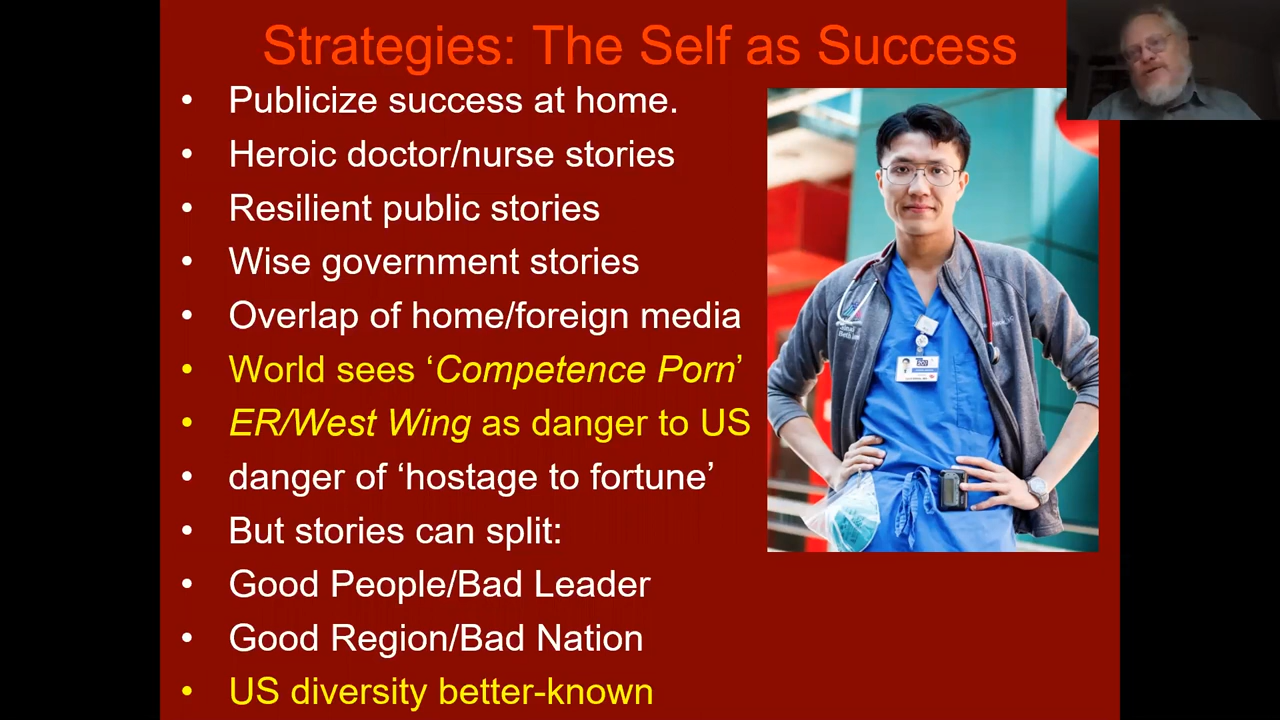 Strategies: The Self as Success
• Publicize success at home.
• Heroic doctor/nurse stories
• Resilient public stories
• Wise government stories
• Overlap of home/foreign media
• World sees ‘Competence Porn’
• ER/West Wing as danger to US
• danger of ‘hostage to fortune’
• But stories can split:
• Good People/Bad Leader
• Good Region/Bad Nation
• US diversity better-known